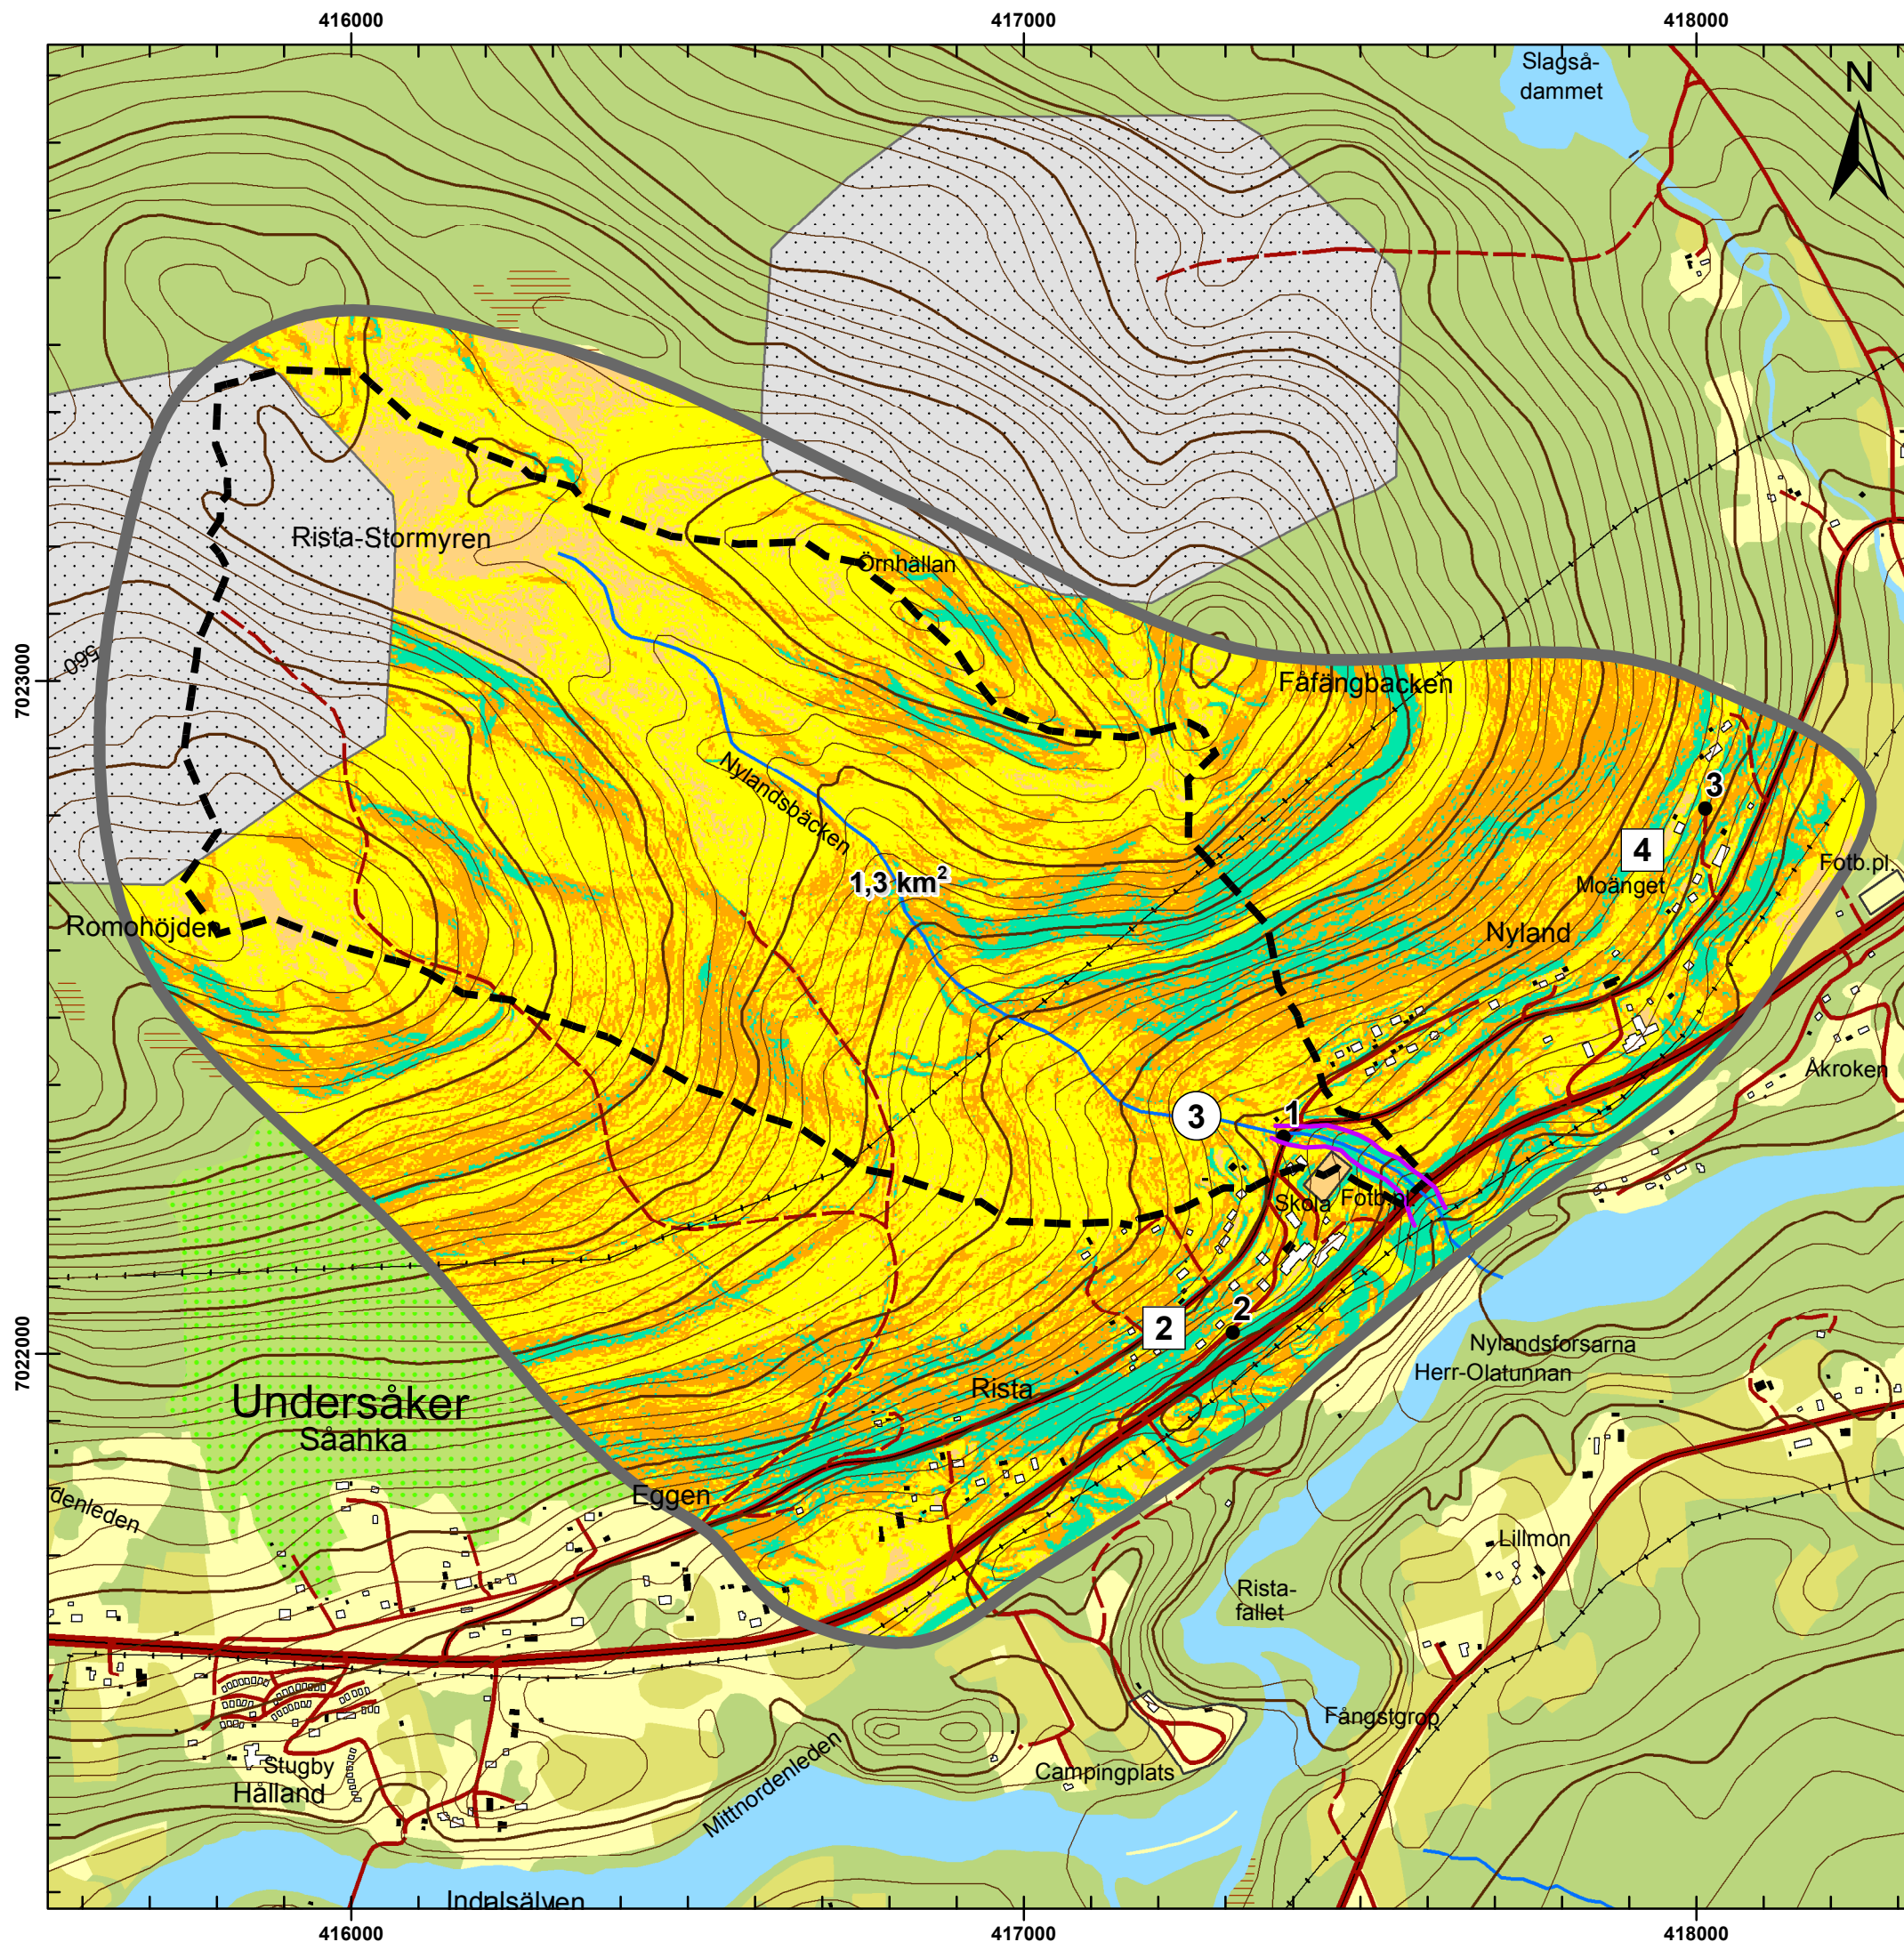 416000
417000
418000
Slagså-
dammet
N
Örnhällan
Rista-Stormyren
560
7023000
Fåfängbacken
Nylandsbäcken
3
4
Fotb.pl.
1,3 km²
Moänget
Romohöjden
Nyland
Åkroken
3
1
Skola
Fotb.pl.
2
2
7022000
Nylandsforsarna
Herr-Olatunnan
Rista
Undersåker
Såahka
Eggen
denleden
Lillmon
Rista-
fallet
Fångstgrop
Campingplats
Stugby
Hålland
Mittnordenleden
Indalsälven
416000
417000
418000